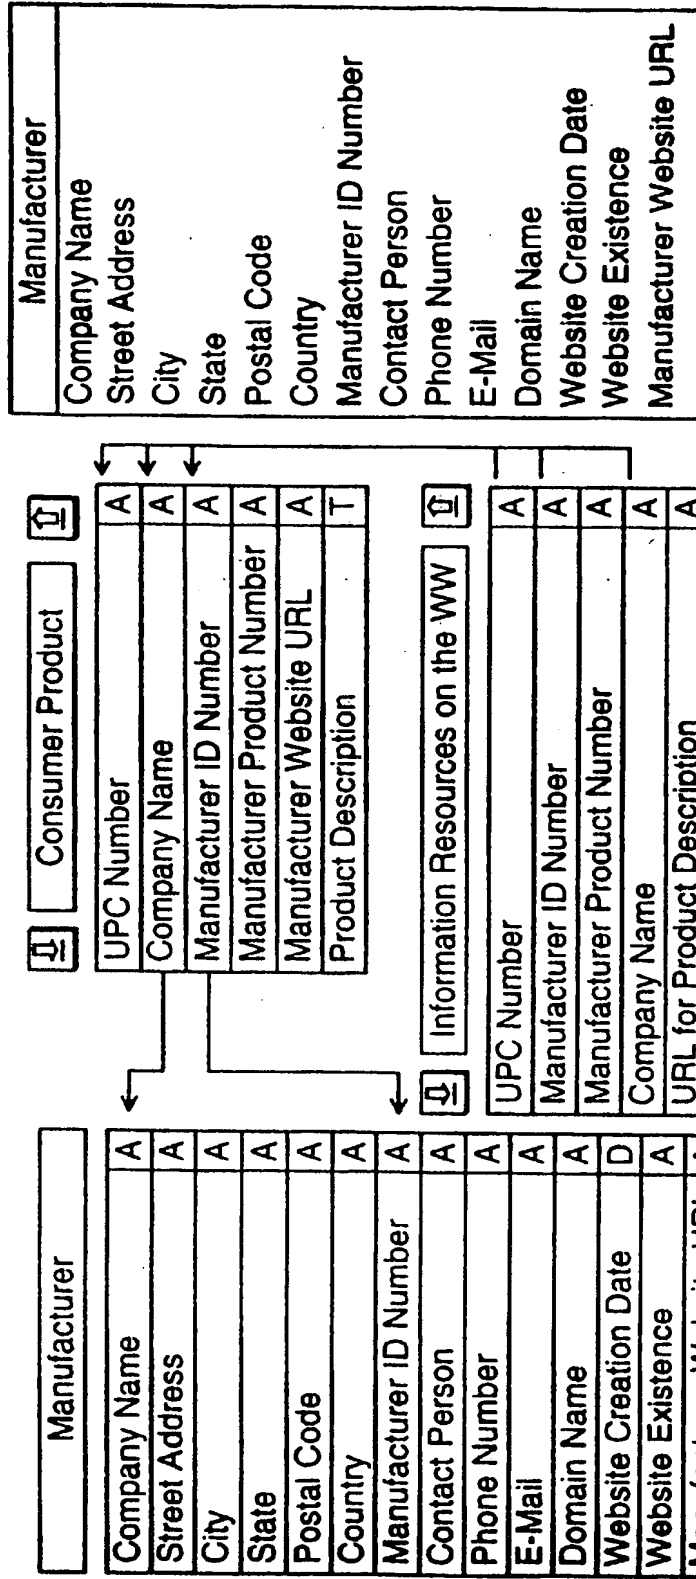 Manufacturer
Company Name A
Street Address A
City A
State A
Postal Code A
Country A
Manufacturer ID Number A
Contact Person A
Phone Number A
E-Mail A
Domain Name A
Website Creation Date D
Website Existence A
Consumer Product
UPC Number A
Company Name A
Manufacturer ID Number A
Manufacturer Product Number A
Manufacturer Website URL A
Product Description T
Information Resources on the WW
UPC Number A
Manufacturer ID Number A
Manufacturer Product Number A
Company Name A
URL for Product Description A
Manufacturer
Company Name
Street Address
City
State
Postal Code
Country
Manufacturer ID Number
Contact Person
Phone Number
E-Mail
Domain Name
Website Creation Date
Website Existence
Manufacturer Website URL